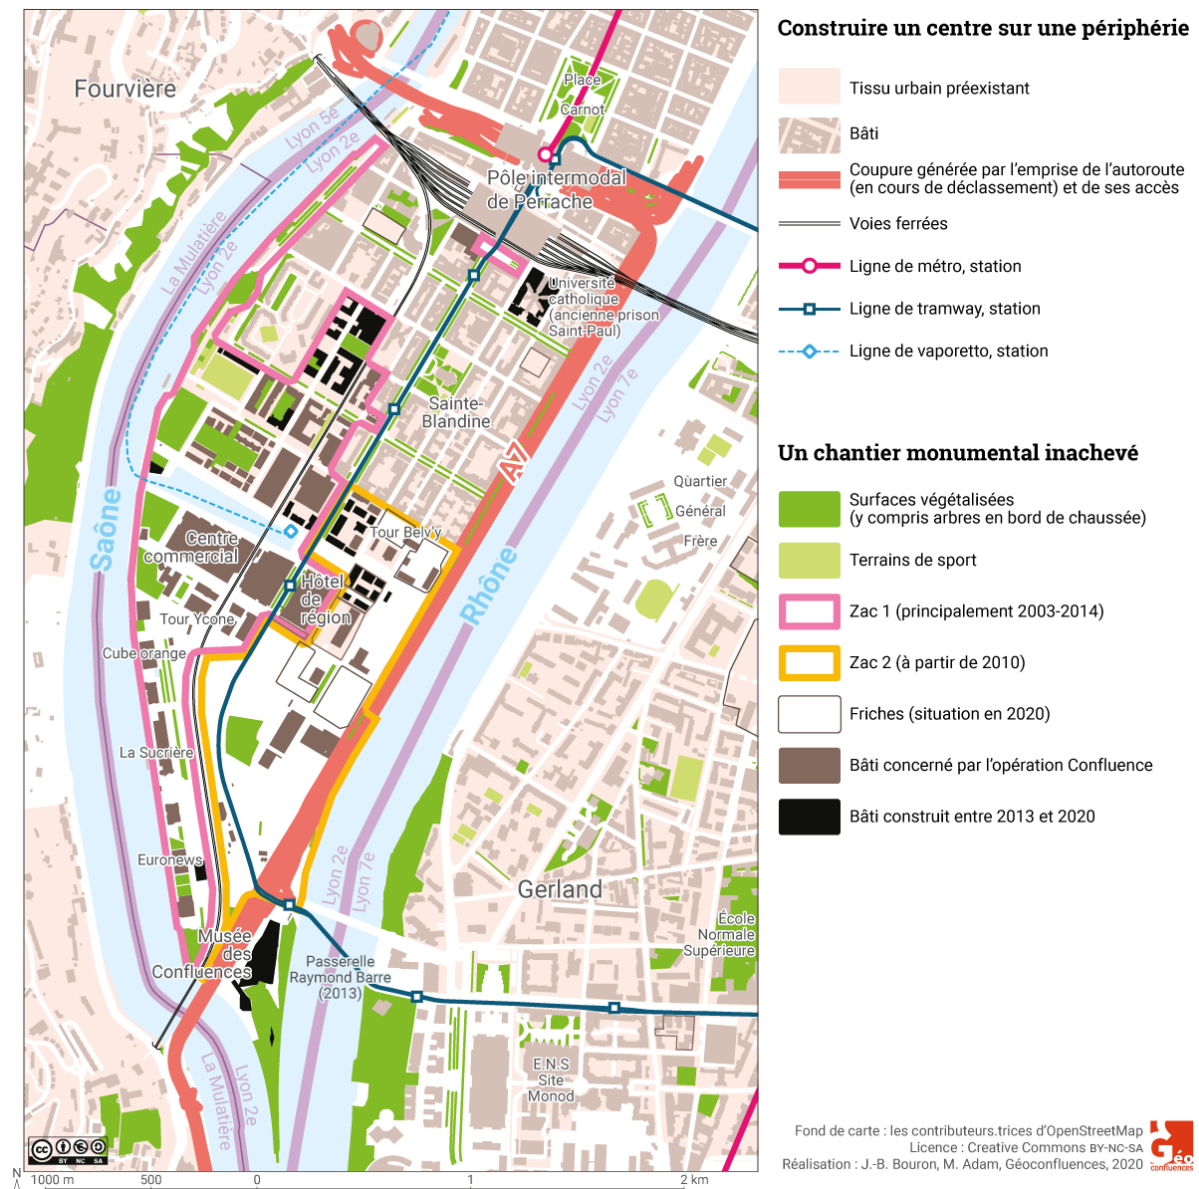 Construire un centre sur une périphérie
Tissu urbain préexistant
Bâti
Coupure générée par l'emprise de l'autoroute
(en cours de déclassement) et de ses accès
Voies ferrées
Ligne de métro, station
Ligne de tramway, station
Ligne de vaporetto, station
Un chantier monumental inachevé
Surfaces végétalisées
(y compris arbres en bord de chaussée)
Terrains de sport
Zac 1 (principalement 2003-2014)
Zac 2 (à partir de 2010)
Friches (situation en 2020)
Bâti concerné par l'opération Confluence
Bâti construit entre 2013 et 2020
Fourvière
Place
Carnot
Lyon 5e
Lyon 2e
Pôle intermodal
de Perrache
La Mulatière
Lyon 2e
Université
catholique
(ancienne prison
Saint-Paul)
Lyon 2e
Lyon 7e
Sainte-
Blandine
A7
Quartier
Général
Frère
Saône
Rhône
Tour Belv'y
Centre
commercial
Hôtel
de
région
Tour Ycone
Cube orange
La Sucrière
Euronews
Lyon 2e
Lyon 7e
Gerland
École
Normale
Supérieure
Musée
des
Confluences
Passerelle
Raymond Barre
(2013)
E.N.S
Site
Monod
Lyon 2e
La Mulatière
CC BY NC SA
N
1000 m 500 0 1 2 km
Fond de carte : les contributeurs.trices d'OpenStreetMap
Licence : Creative Commons BY-NC-SA
Réalisation : J.-B. Bouron, M. Adam, Géoconfluences, 2020
Géo
confluences